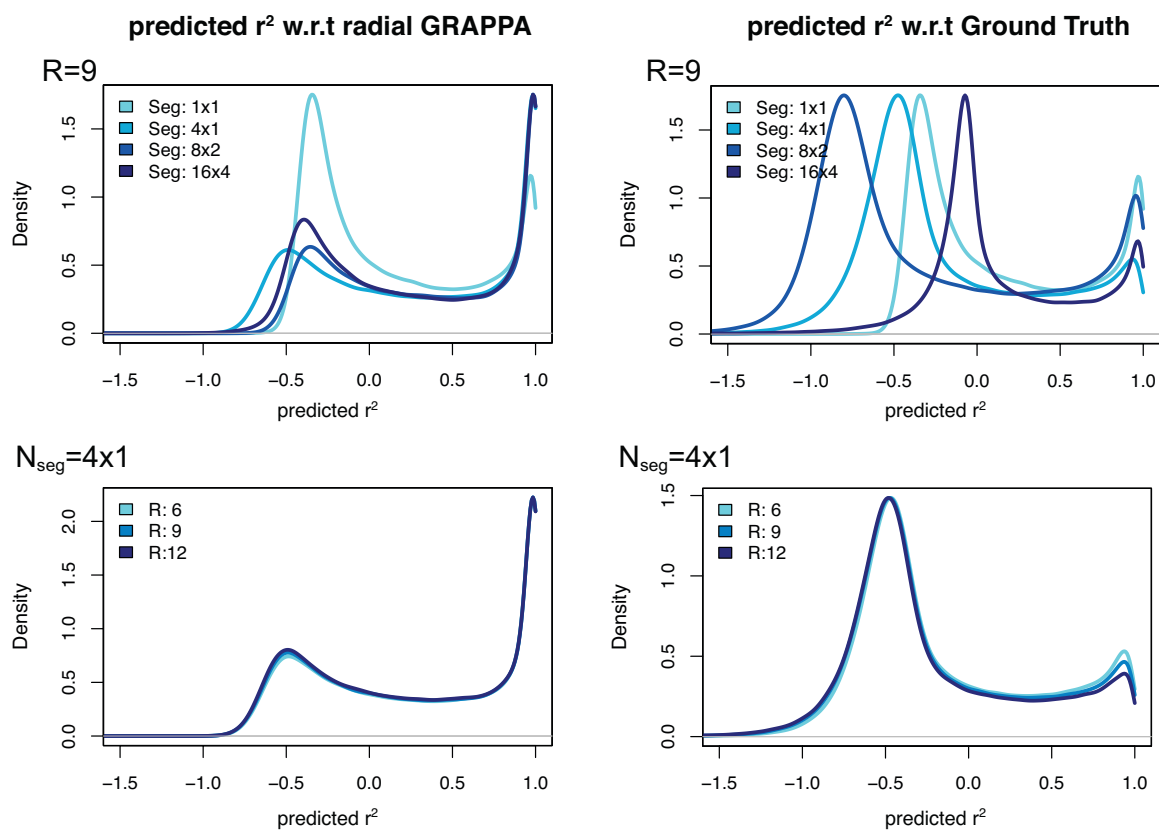 predicted r² w.r.t radial GRAPPA
R=9
Seg: 1x1
Seg: 4x1
Seg: 8x2
Seg: 16x4
Density
0.0 0.5 1.0 1.5
−1.5 −1.0 −0.5 0.0 0.5 1.0
predicted r²
predicted r² w.r.t Ground Truth
R=9
Seg: 1x1
Seg: 4x1
Seg: 8x2
Seg: 16x4
Density
0.0 0.5 1.0 1.5
−1.5 −1.0 −0.5 0.0 0.5 1.0
predicted r²
Nseg=4x1
R: 6
R: 9
R:12
Density
0.0 0.5 1.0 1.5 2.0
−1.5 −1.0 −0.5 0.0 0.5 1.0
predicted r²
Nseg=4x1
R: 6
R: 9
R:12
Density
0.0 0.5 1.0 1.5
−1.5 −1.0 −0.5 0.0 0.5 1.0
predicted r²